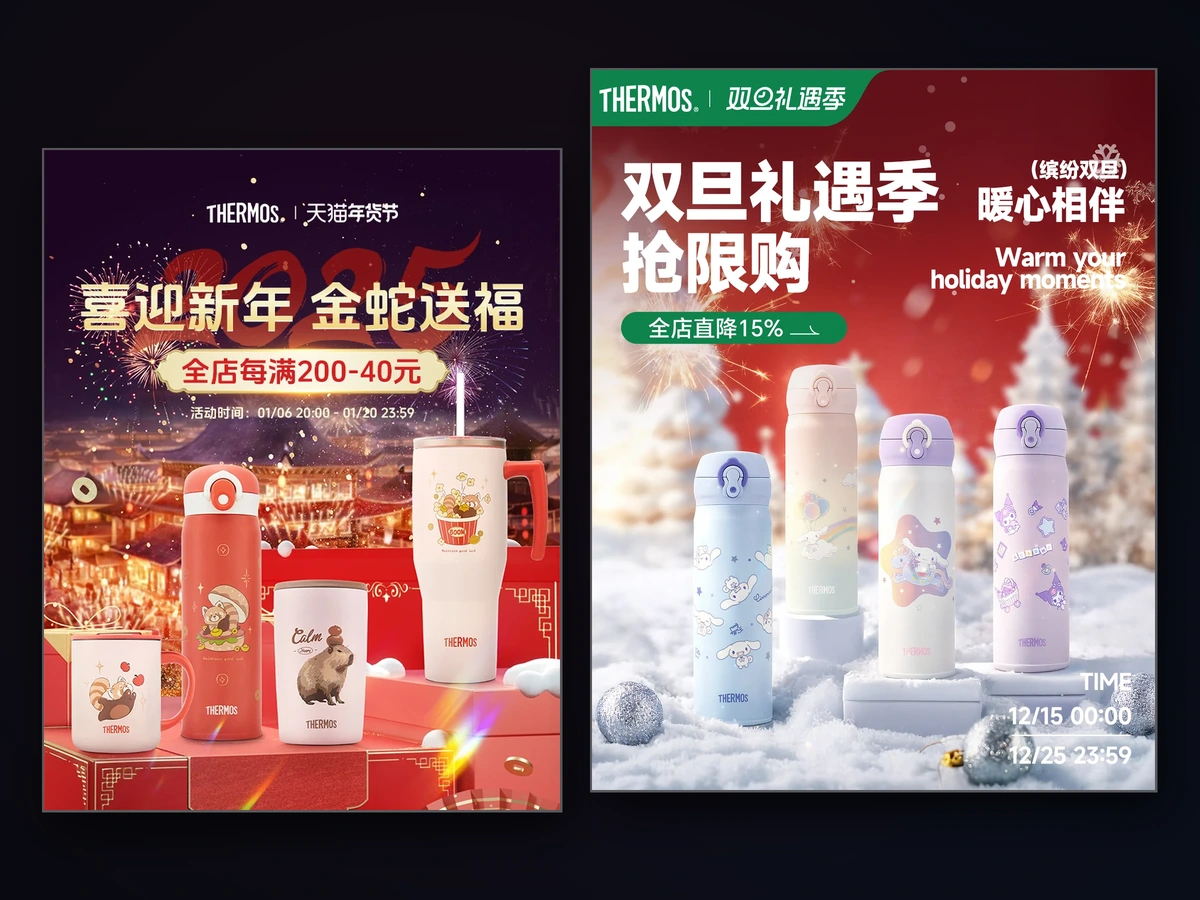 THERMOS. | 天猫年货节
2025
喜迎新年 金蛇送福
全店每满200-40元
活动时间：01/06 20:00 - 01/20 23:59
500%
THERMOS
THERMOS
THERMOS
Calm
THERMOS
THERMOS. | 双旦礼遇季
双旦礼遇季
抢限购
(缤纷双旦)
暖心相伴
Warm your
holiday moments
全店直降15%
THERMOS
THERMOS
THERMOS
THERMOS
TIME
12/15 00:00
12/25 23:59